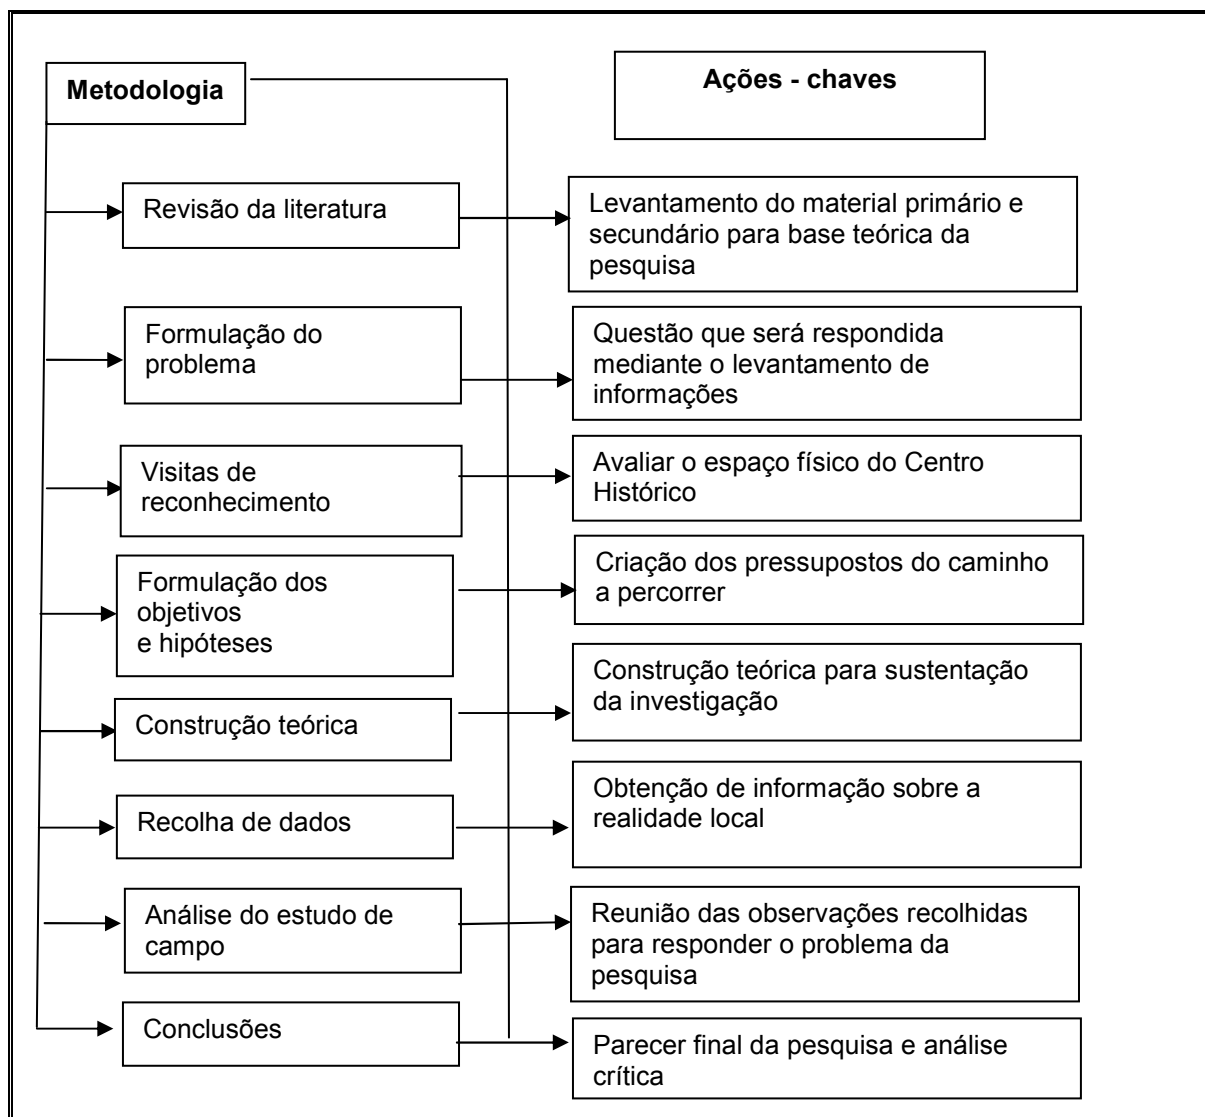 Metodologia
Ações - chaves
Revisão da literatura
Levantamento do material primário e
secundário para base teórica da
pesquisa
Formulação do
problema
Questão que será respondida
mediante o levantamento de
informações
Visitas de
reconhecimento
Avaliar o espaço físico do Centro
Histórico
Formulação dos
objetivos
e hipóteses
Criação dos pressupostos do caminho
a percorrer
Construção teórica
Construção teórica para sustentação
da investigação
Recolha de dados
Obtenção de informação sobre a
realidade local
Análise do estudo de
campo
Reunião das observações recolhidas
para responder o problema da
pesquisa
Conclusões
Parecer final da pesquisa e análise
crítica